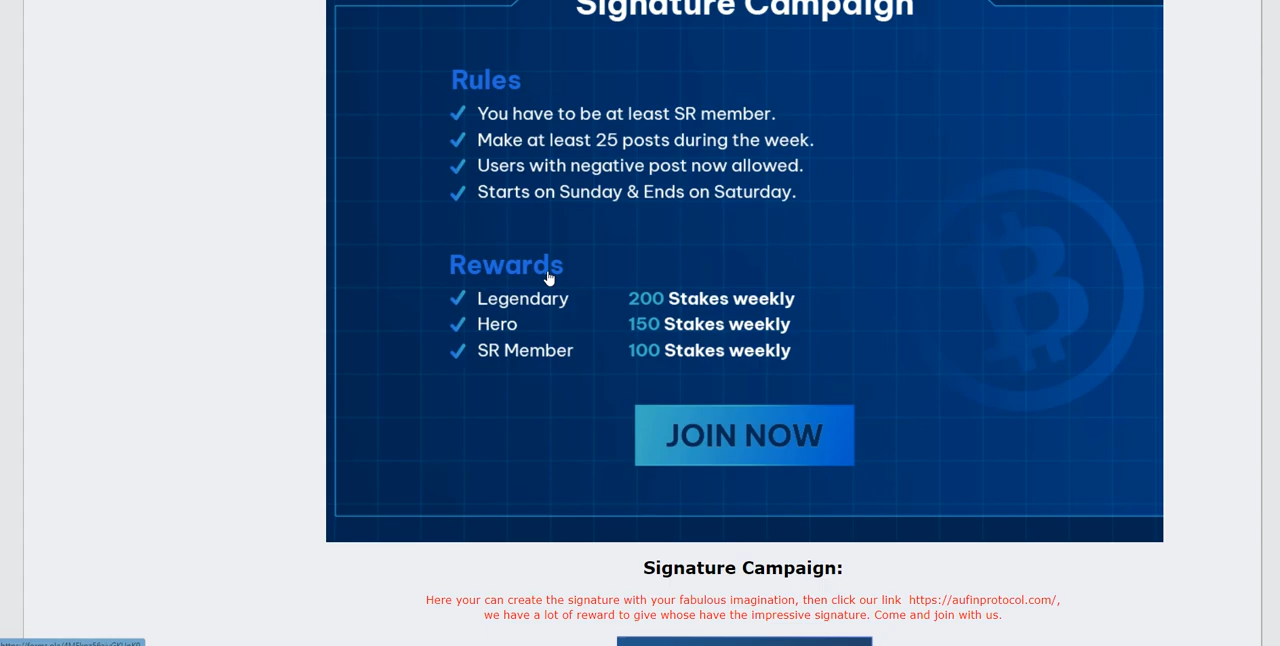 Signature Campaign
Rules
You have to be at least SR member.
Make at least 25 posts during the week.
Users with negative post now allowed.
Starts on Sunday & Ends on Saturday.
Rewards
Legendary 200 Stakes weekly
Hero 150 Stakes weekly
SR Member 100 Stakes weekly
JOIN NOW
Signature Campaign:
Here your can create the signature with your fabulous imagination, then click our link https://aufinprotocol.com/,
we have a lot of reward to give whose have the impressive signature. Come and join with us.